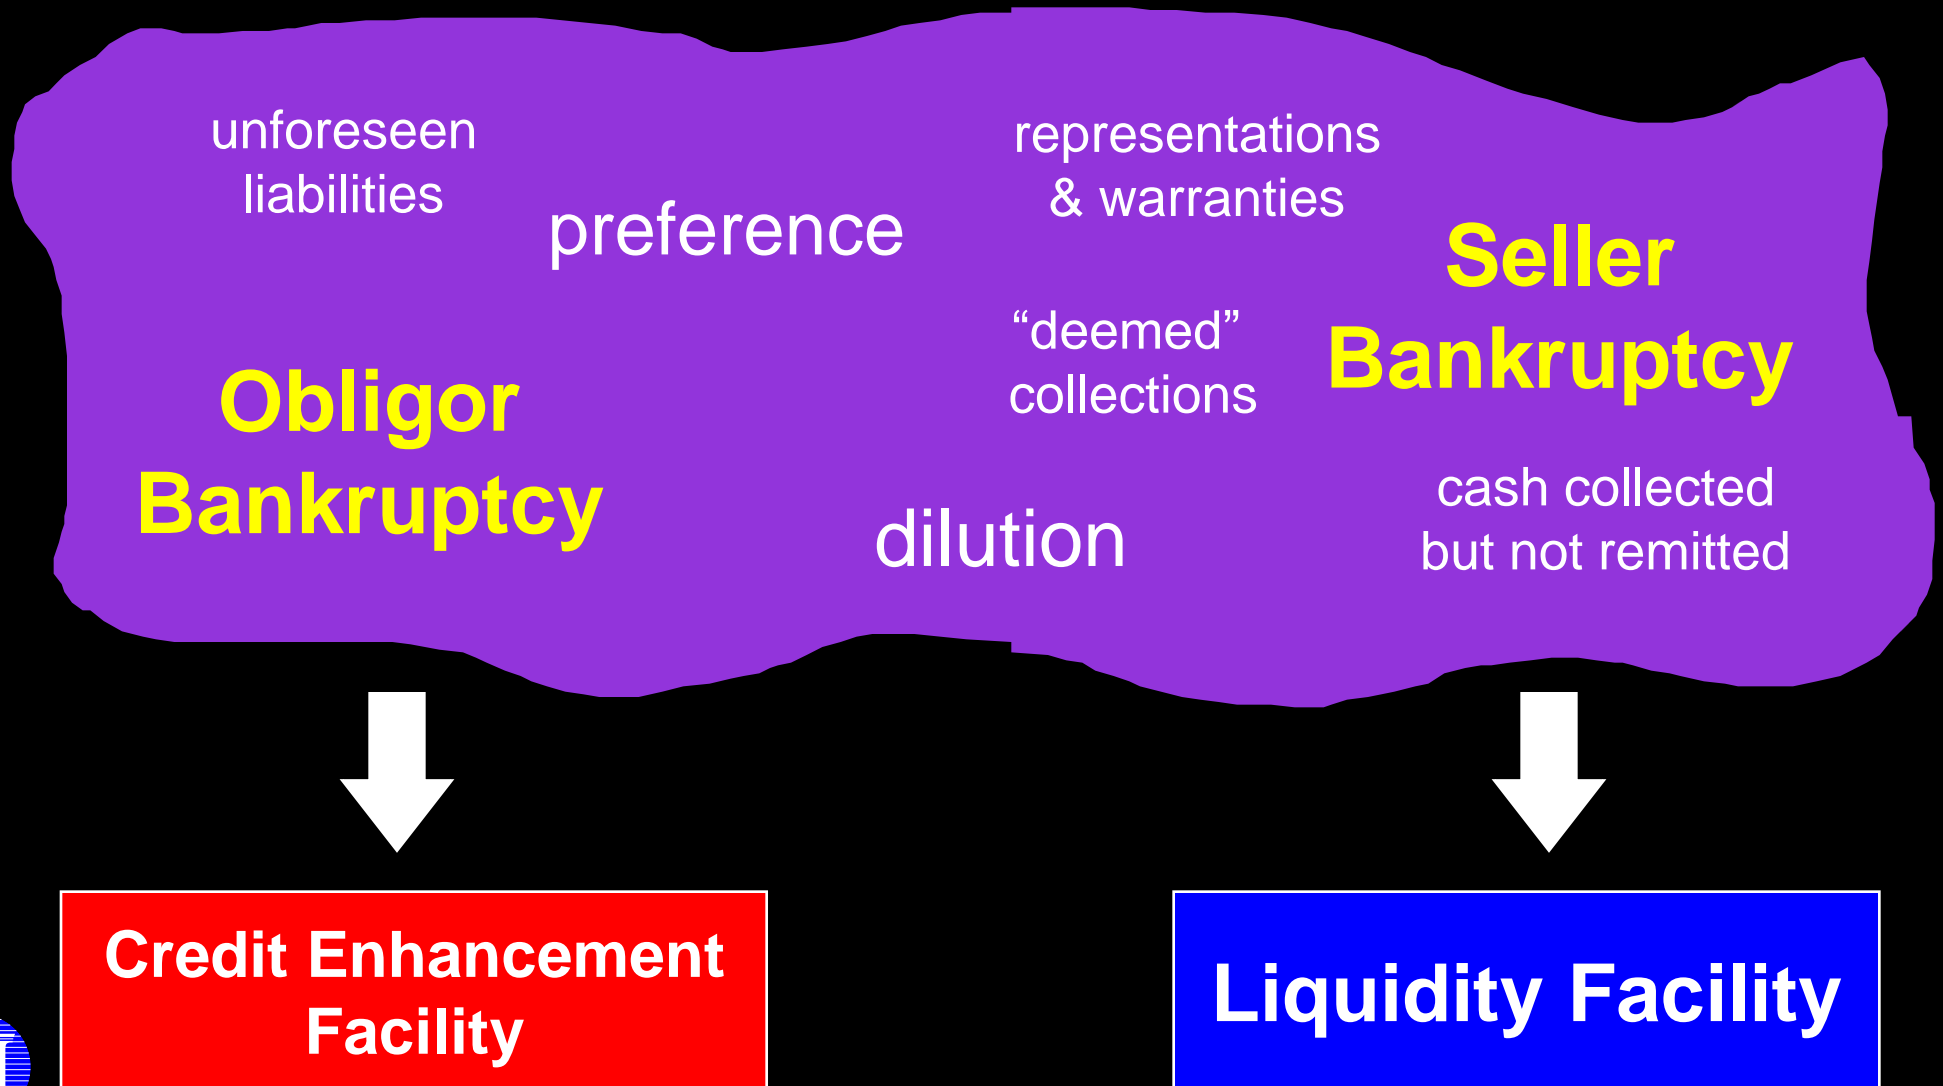 unforeseen
liabilities
preference
representations
& warranties
Seller
Bankruptcy
“deemed”
collections
Obligor
Bankruptcy
dilution
cash collected
but not remitted
Credit Enhancement
Facility
Liquidity Facility